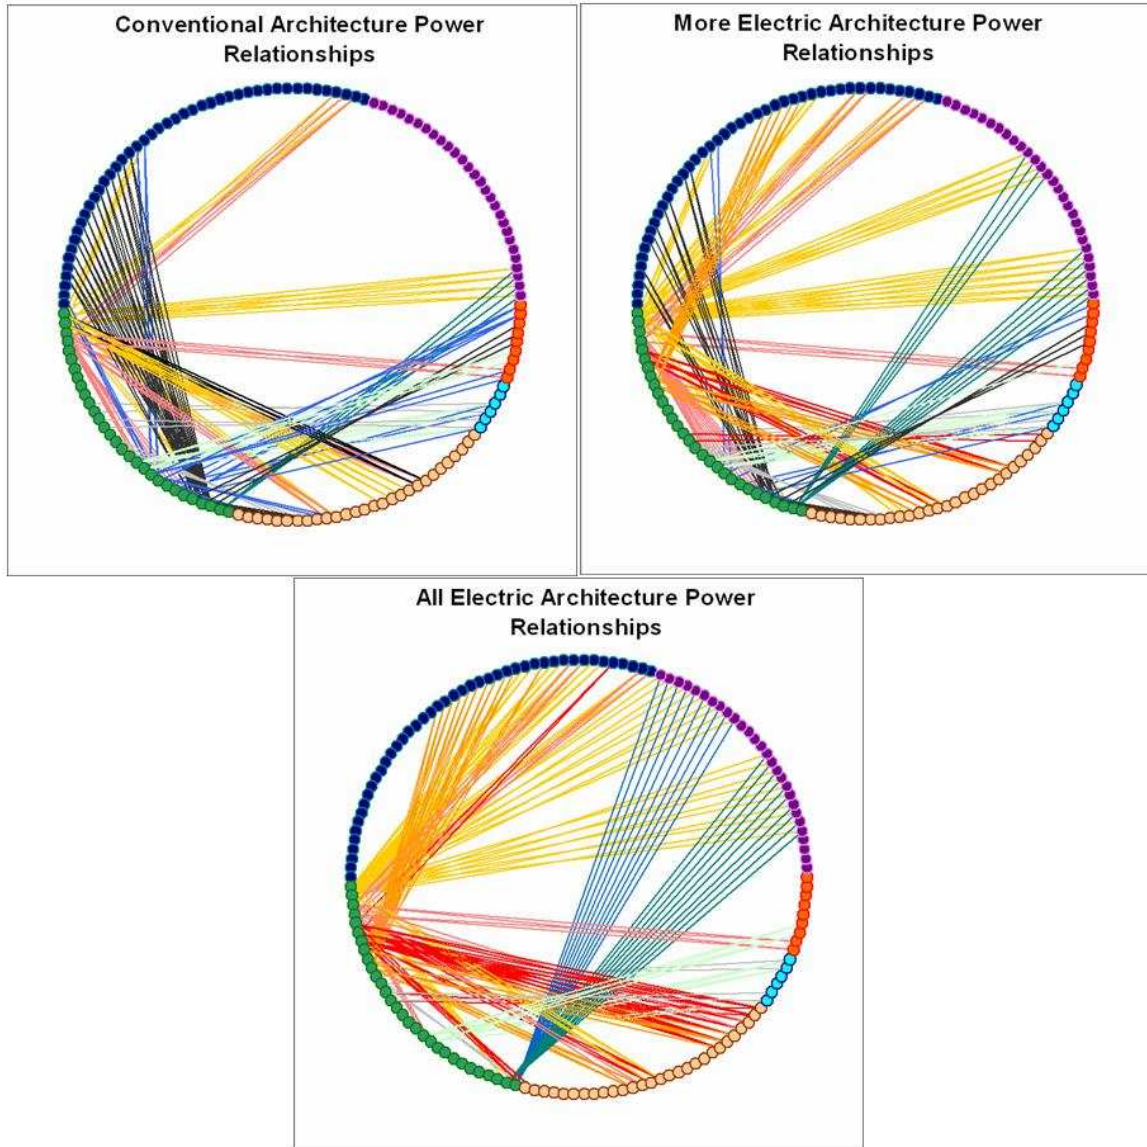 Conventional Architecture Power
Relationships
More Electric Architecture Power
Relationships
All Electric Architecture Power
Relationships